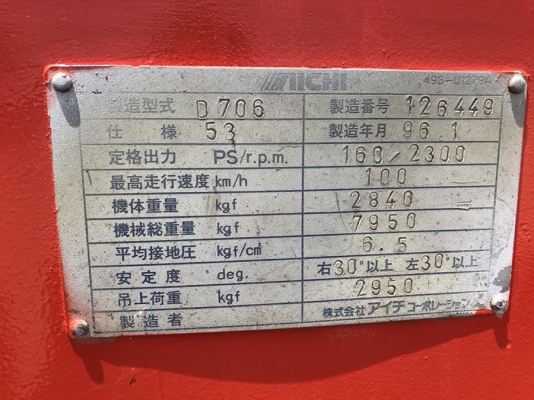 AICHI
製造型式 D706 製造番号 126449
仕様 53 製造年月 96.1
定格出力 PS/r.p.m. 160/2300
最高走行速度 km/h 100
機体重量 kgf 2840
機械総重量 kgf 7950
平均接地圧 kgf/c㎡ 6.5
安定度 deg. 右30°以上 左30°以上
吊上荷重 kgf 2950
製造者 株式会社 アイチコーポレーション